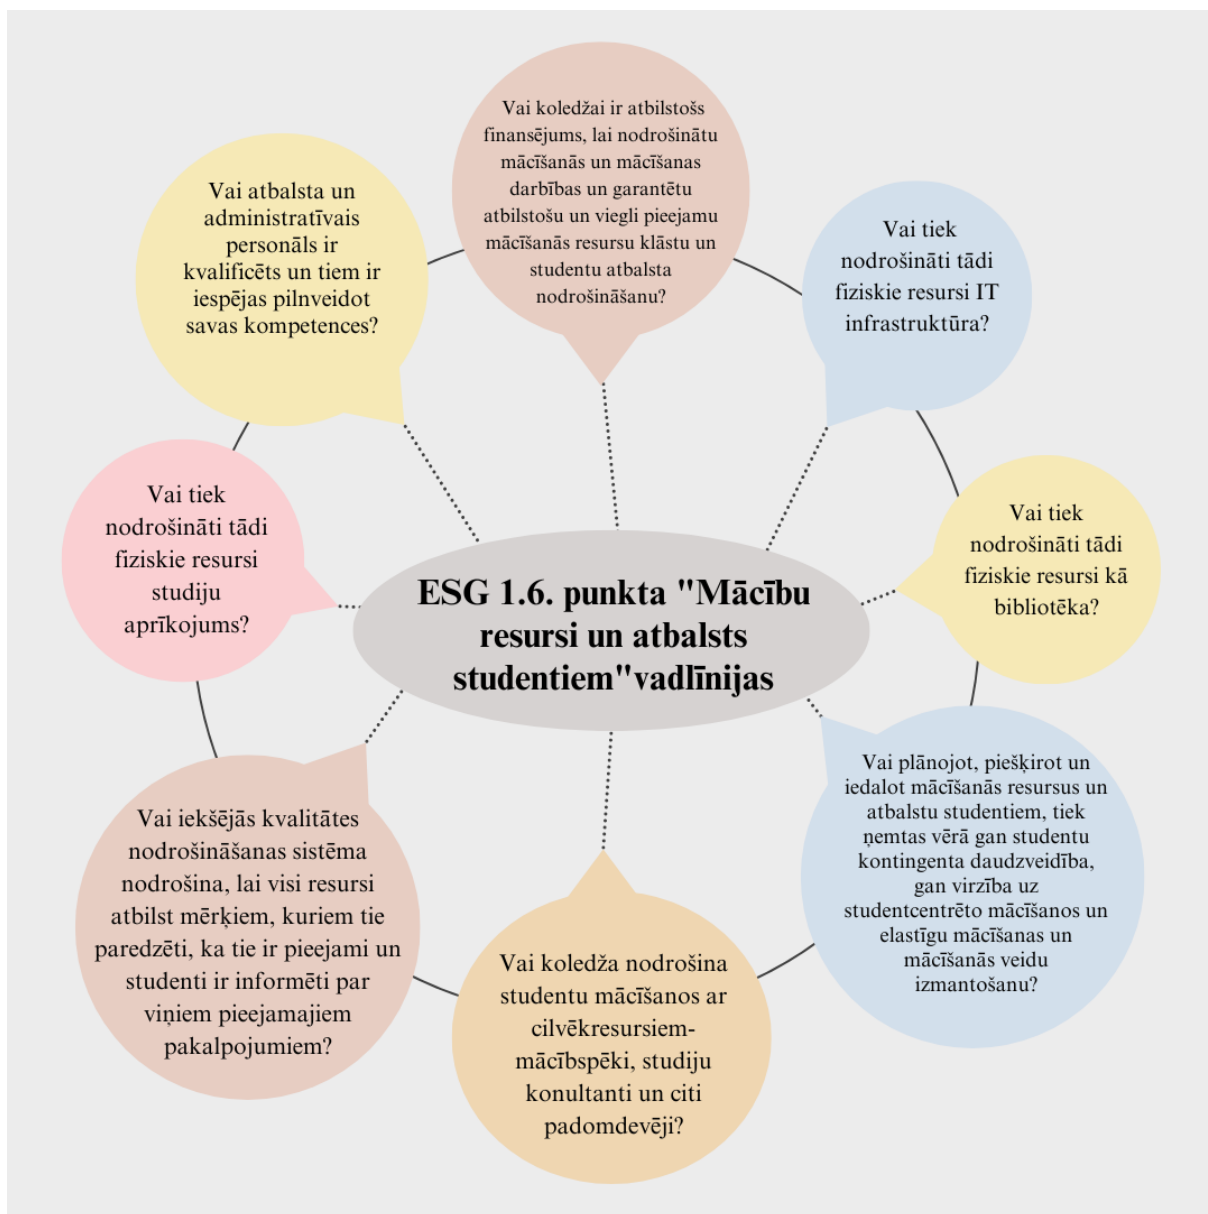 Vai koledžai ir atbilstošs
finansējums, lai nodrošinātu
mācīšanās un mācīšanas
darbības un garantētu
atbilstošu un viegli pieejamu
mācīšanās resursu klāstu un
studentu atbalsta
nodrošināšanu?
Vai tiek
nodrošināti tādi
fiziskie resursi IT
infrastruktūra?
Vai tiek
nodrošināti tādi
fiziskie resursi kā
bibliotēka?
Vai plānojot, piešķirot un
iedalot mācīšanās resursus un
atbalstu studentiem, tiek
ņemtas vērā gan studentu
kontingenta daudzveidība,
gan virzība uz
studentcentrēto mācīšanos un
elastīgu mācīšanas un
mācīšanās veidu
izmantošanu?
Vai koledža nodrošina
studentu mācīšanos ar
cilvēkresursiem-
mācībspēki, studiju
konultanti un citi
padomdevēji?
Vai iekšējās kvalitātes
nodrošināšanas sistēma
nodrošina, lai visi resursi
atbilst mērķiem, kuriem tie
paredzēti, ka tie ir pieejami un
studenti ir informēti par
viņiem pieejamajiem
pakalpojumiem?
Vai tiek
nodrošināti tādi
fiziskie resursi
studiju
aprīkojums?
Vai atbalsta un
administratīvais
personāls ir
kvalificēts un tiem ir
iespējas pilnveidot
savas kompetences?
ESG 1.6. punkta "Mācību
resursi un atbalsts
studentiem"vadlīnijas